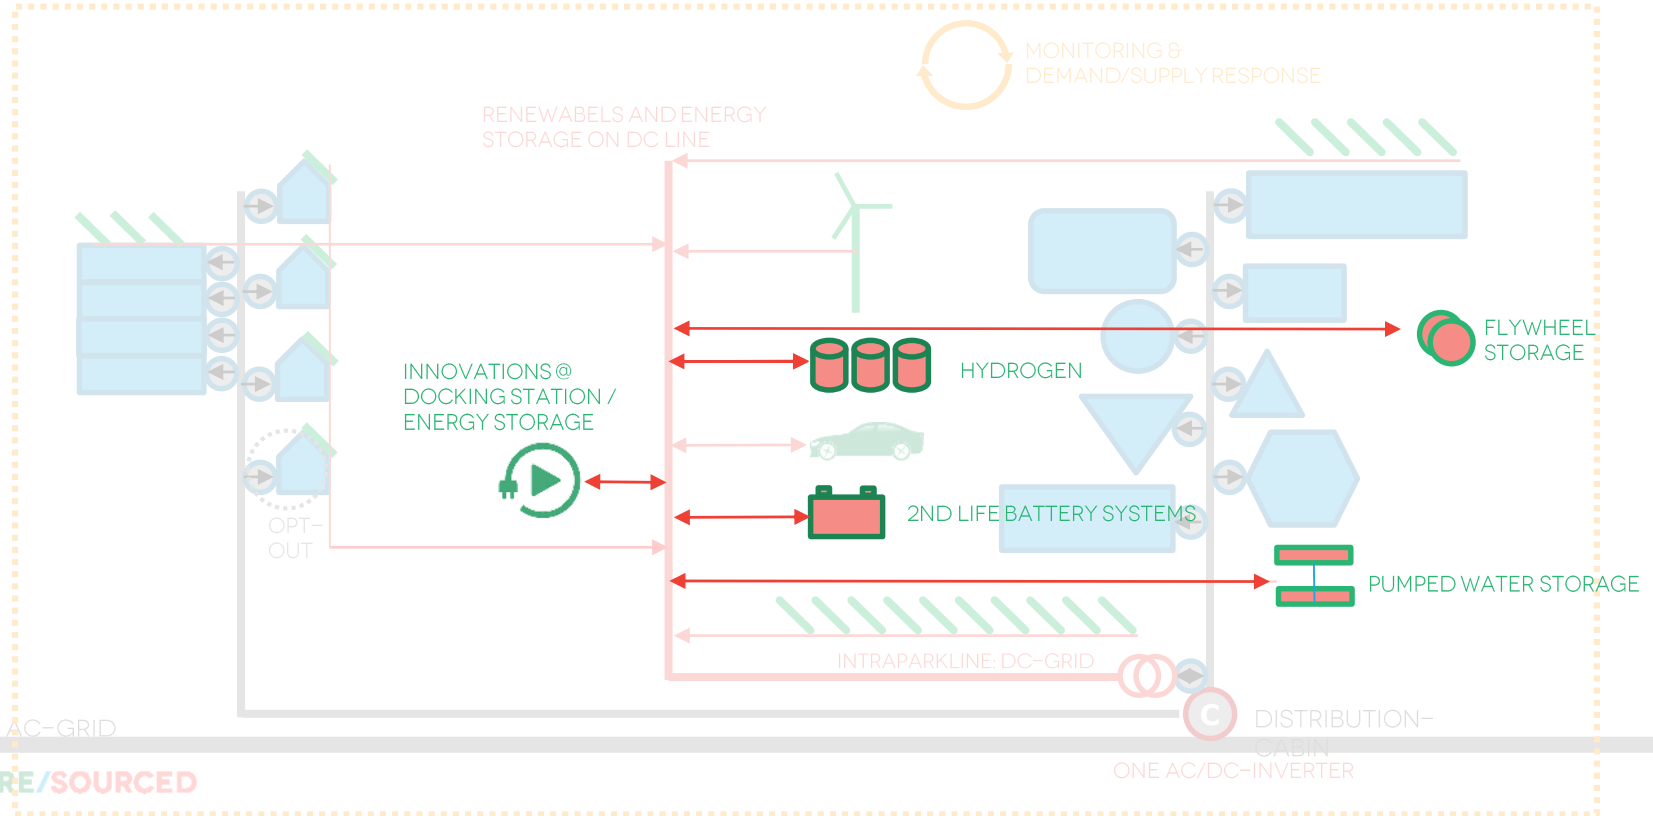 MONITORING &
DEMAND/SUPPLY RESPONSE
RENEWABELS AND ENERGY
STORAGE ON DC LINE
FLYWHEEL
STORAGE
INNOVATIONS @
DOCKING STATION /
ENERGY STORAGE
HYDROGEN
2ND LIFE BATTERY SYSTEMS
OPT-
OUT
PUMPED WATER STORAGE
INTRAPARKLINE: DC-GRID
C
DISTRIBUTION-
CABIN
AC-GRID
ONE AC/DC-INVERTER
RE/SOURCED